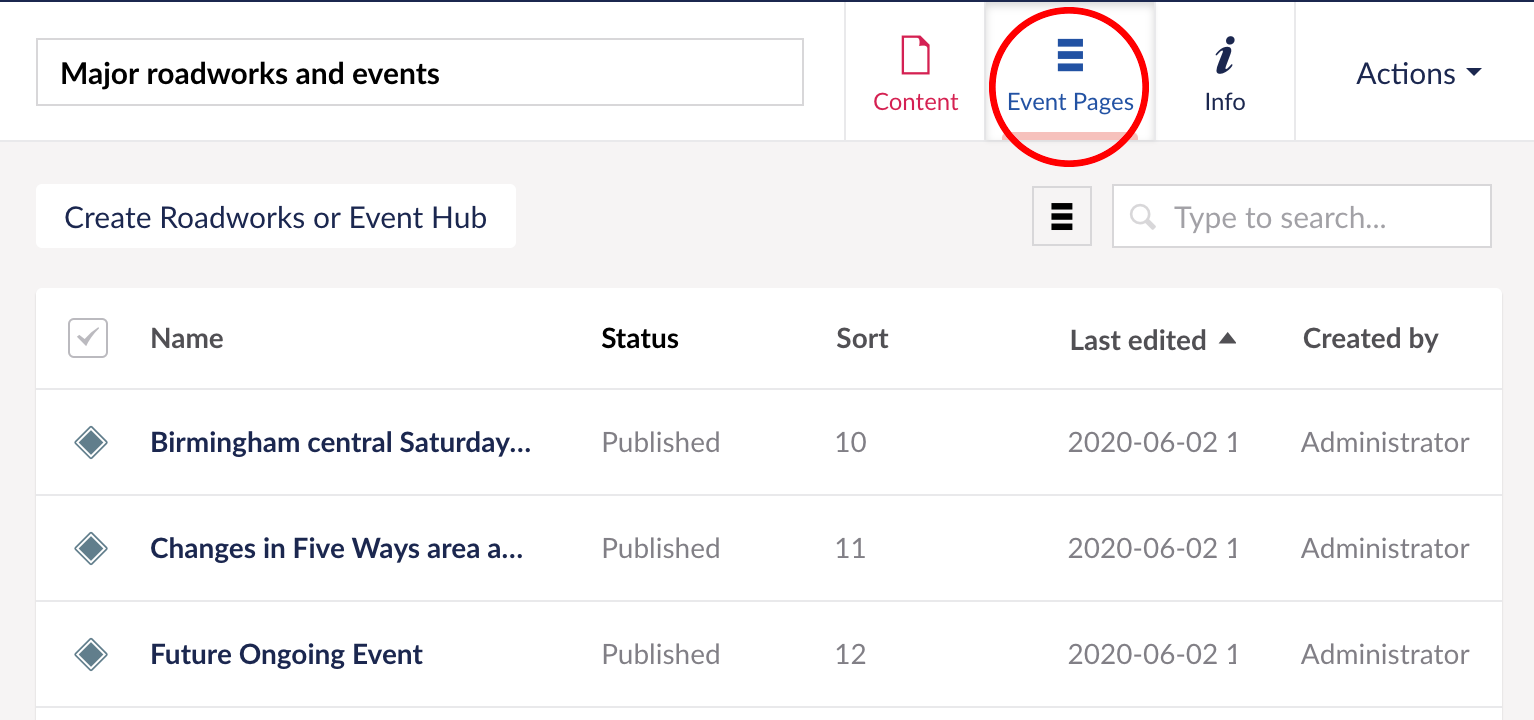 Major roadworks and events
Content
Event Pages
Info
Actions
Create Roadworks or Event Hub
Type to search...
Name Status Sort Last edited Created by
Birmingham central Saturday... Published 10 2020-06-02 1 Administrator
Changes in Five Ways area a... Published 11 2020-06-02 1 Administrator
Future Ongoing Event Published 12 2020-06-02 1 Administrator